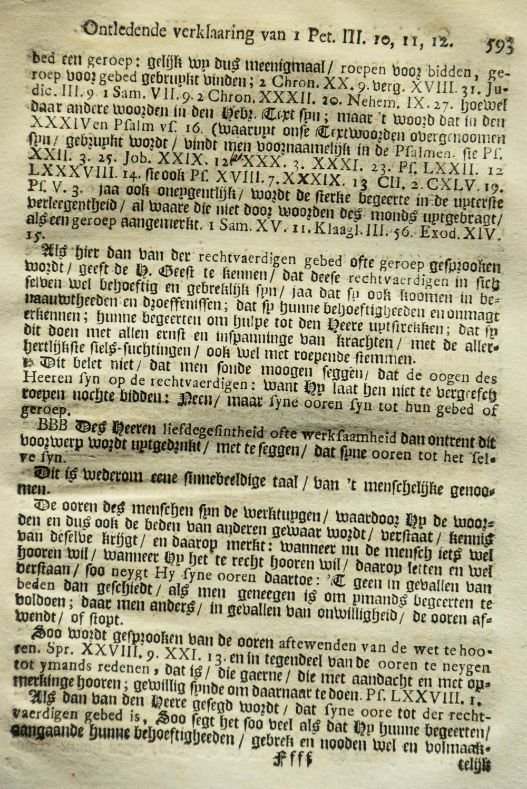 Ontledende verklaaring van 1 Pet. III. 10, 11, 12. 593
bed een geroep: gelijk wy dus meenigmaal / roepen voor bidden, ge-
roep voor gebed gebruykt vinden; 2 Chron. XX. 9. verg. XVIII. 31. Ju-
dic. III. 9. 1 Sam. VII. 9. 2 Chron. XXXII. 10. Nehem. IX. 27. hoewel
daar andere woorden in den Hebr. Text syn; maar 't woord dat in den
XXXIVen Psalm vs. 16. (waaruyt onse Textwoorden overgenoomen
syn / gebruykt wordt / vindt men voornaamelijk in de Psalmen. sie Ps.
XXII. 3. 25. Job. XXIX. 12. XXX. 3. XXXI. 23. Ps. LXXII. 12
LXXXVIII. 14. sie ook Ps. XVIII. 7. XXXIX. 13 CII. 2. CXLV. 19.
Ps. V. 3. jaa ook oneygentlijk / wordt de sterke begeerte in de uyterste
verleegentheid / al waare die niet door woorden des monds uytgebragt /
als een geroep aangemerkt. 1 Sam. XV. 11. Klaagl. III. 56. Exod. XIV.
15.
Als hier dan van der rechtvaerdigen gebed ofte geroep gesprooken
wordt / geeft de H. Geest te kennen / dat deese rechtvaerdigen in sich
selven wel behoeftig en gebreklijk syn / jaa dat sy ook koomen in be-
naauwtheeden en droeffenissen; dat sy hunne behoeftigheeden en onmagt
erkennen; hunne begeerten om hulpe tot den Heere uytstrekken; dat sy
dit doen met allen ernst en inspanninge van krachten / met de aller-
hertlijkste siels-suchtingen / ook wel met roepende stemmen.
Dit belet niet / dat men soude moogen seggen / dat de oogen des
Heeren syn op de rechtvaerdigen: want Hy laat hen niet te vergeefsch
roepen nochte bidden: Neen / maar syne ooren syn tot hun gebed of
geroep.
BBB Des Heeren liefdegesintheid ofte werksaamheid dan ontrent dit
voorwerp wordt uytgedrukt / met te seggen / dat syne ooren tot het sel-
ve syn.
Dit is wederom eene sinnebeeldige taal / van 't menschelijke genoo-
men.
De ooren des menschen syn de werktuygen / waardoor Hy de woor-
den en dus ook de beden van anderen gewaar wordt / verstaat / kennis
van deselve krijgt / en daarop merkt: wanneer nu de mensch iets wel
hooren wil / wanneer Hy het te recht hooren wil / daarop letten en wel
verstaan / soo neygt Hy syne ooren daartoe: 'T geen in gevallen van
beden dan geschiedt / als men geneegen is om ymands begeerten te
voldoen; daar men anders / in gevallen van onwilligheid / de ooren af-
wendt / of stopt.
Soo wordt gesprooken van de ooren aftewenden van de wet te hoo-
ren. Spr. XXVIII. 9. XXI. 13. en in tegendeel van de ooren te neygen
tot ymands redenen, dat is / die gaerne / die met aandacht en met op-
merkinge hooren; gewillig synde om daarnaar te doen. Ps. LXXVIII. 1.
Als dan van den Heere gesegd wordt / dat syne oore tot der recht-
vaerdigen gebed is, Soo segt het soo veel als dat Hy hunne begeerten /
aangaande hunne behoeftigheeden / gebrek en nooden wel en volmaak-
Ffff telijk